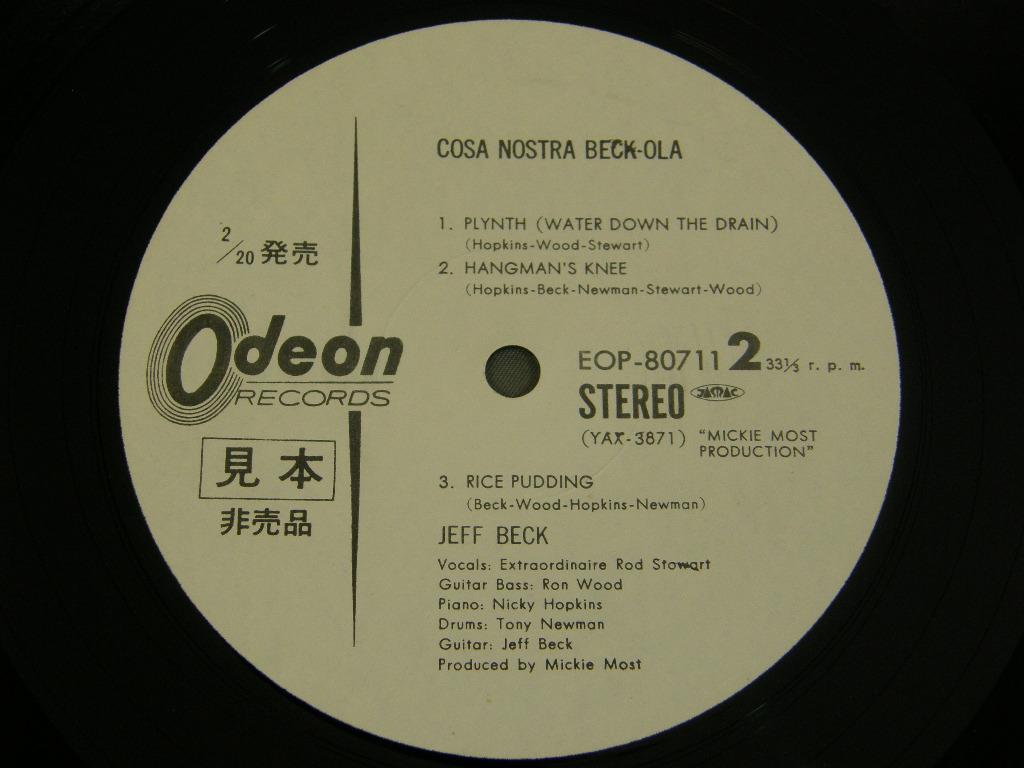 COSA NOSTRA BECK-OLA
1. PLYNTH (WATER DOWN THE DRAIN)
(Hopkins-Wood-Stewart)
2. HANGMAN'S KNEE
(Hopkins-Beck-Newman-Stewart-Wood)
2/20 発売
Odeon
RECORDS
見本
非売品
EOP-80711 2 33⅓ r. p. m.
STEREO JASRAC
(YAX-3871) "MICKIE MOST
PRODUCTION"
3. RICE PUDDING
(Beck-Wood-Hopkins-Newman)
JEFF BECK
Vocals: Extraordinaire Rod Stowart
Guitar Bass: Ron Wood
Piano: Nicky Hopkins
Drums: Tony Newman
Guitar: Jeff Beck
Produced by Mickie Most